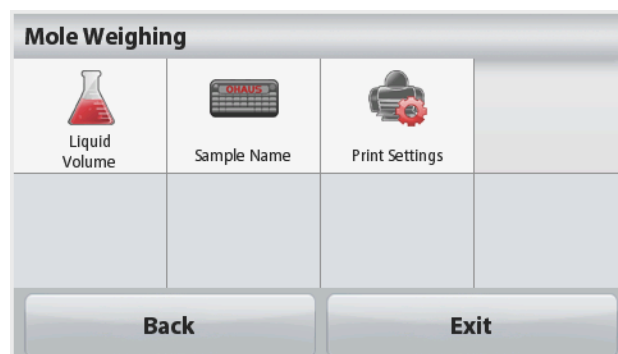 Mole Weighing
OHAUS
Liquid
Volume
Sample Name
Print Settings
Back
Exit